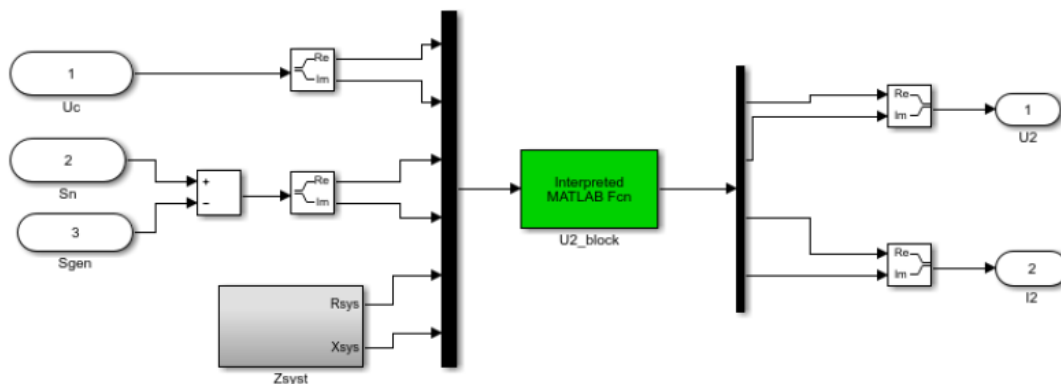 1
Uc
Re
Im
2
Sn
+
−
Re
Im
3
Sgen
Rsys
Xsys
Zsyst
Interpreted
MATLAB Fcn
U2_block
Re
Im
1
U2
Re
Im
2
I2